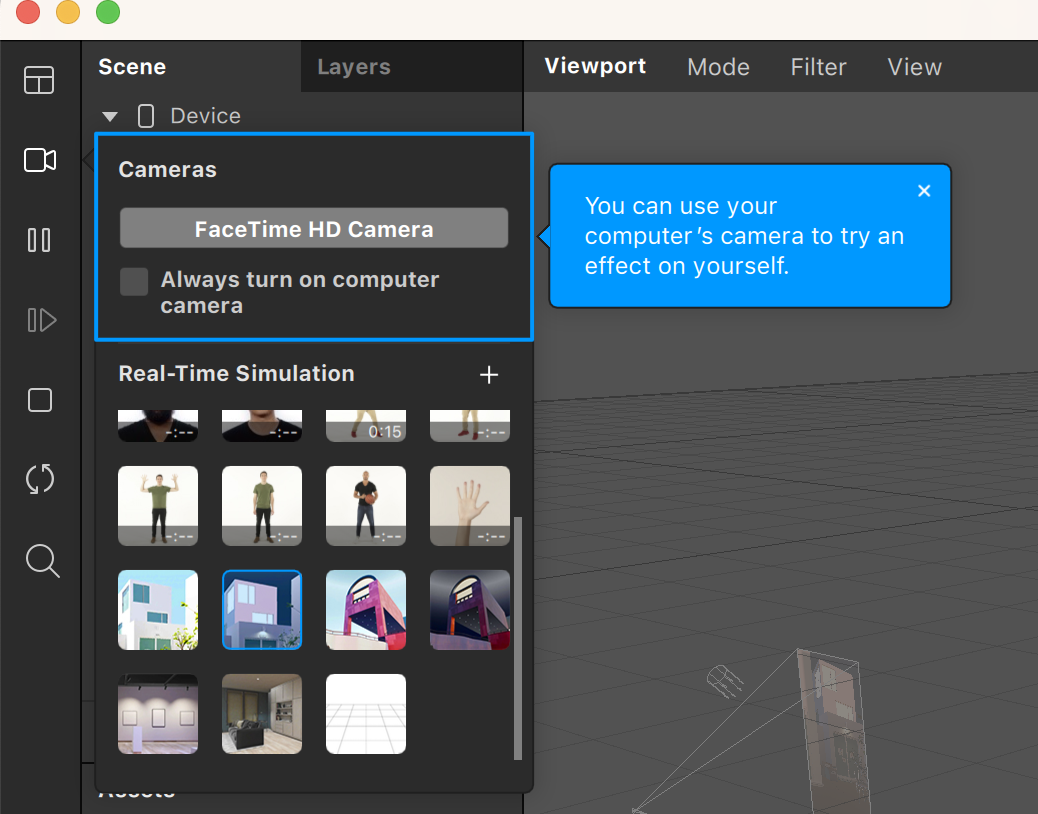 Scene Layers Viewport Mode Filter View
Device
Cameras
FaceTime HD Camera
Always turn on computer
camera
You can use your
computer’s camera to try an
effect on yourself.
Real-Time Simulation
-:-- -:-- 0:15 -:--
-:-- -:-- -:-- -:--
Assets